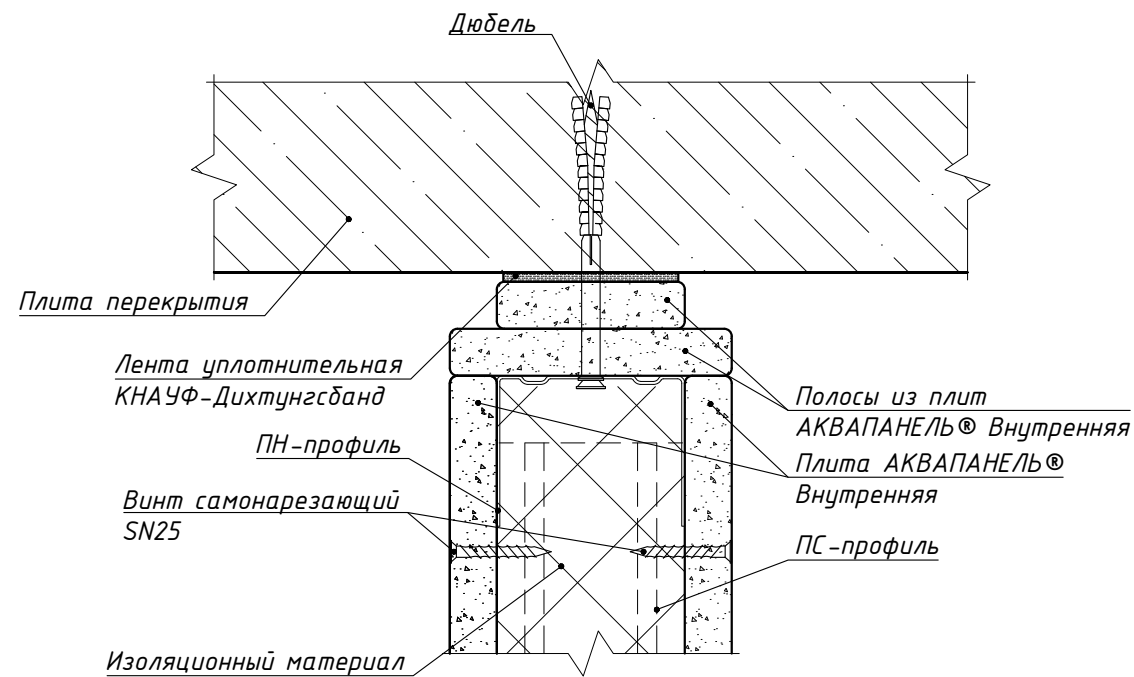 Дюбель
Плита перекрытия
Лента уплотнительная
КНАУФ-Дихтунгсбанд
ПН-профиль
Винт самонарезающий
SN25
Изоляционный материал
Полосы из плит
АКВАПАНЕЛЬ® Внутренняя
Плита АКВАПАНЕЛЬ®
Внутренняя
ПС-профиль